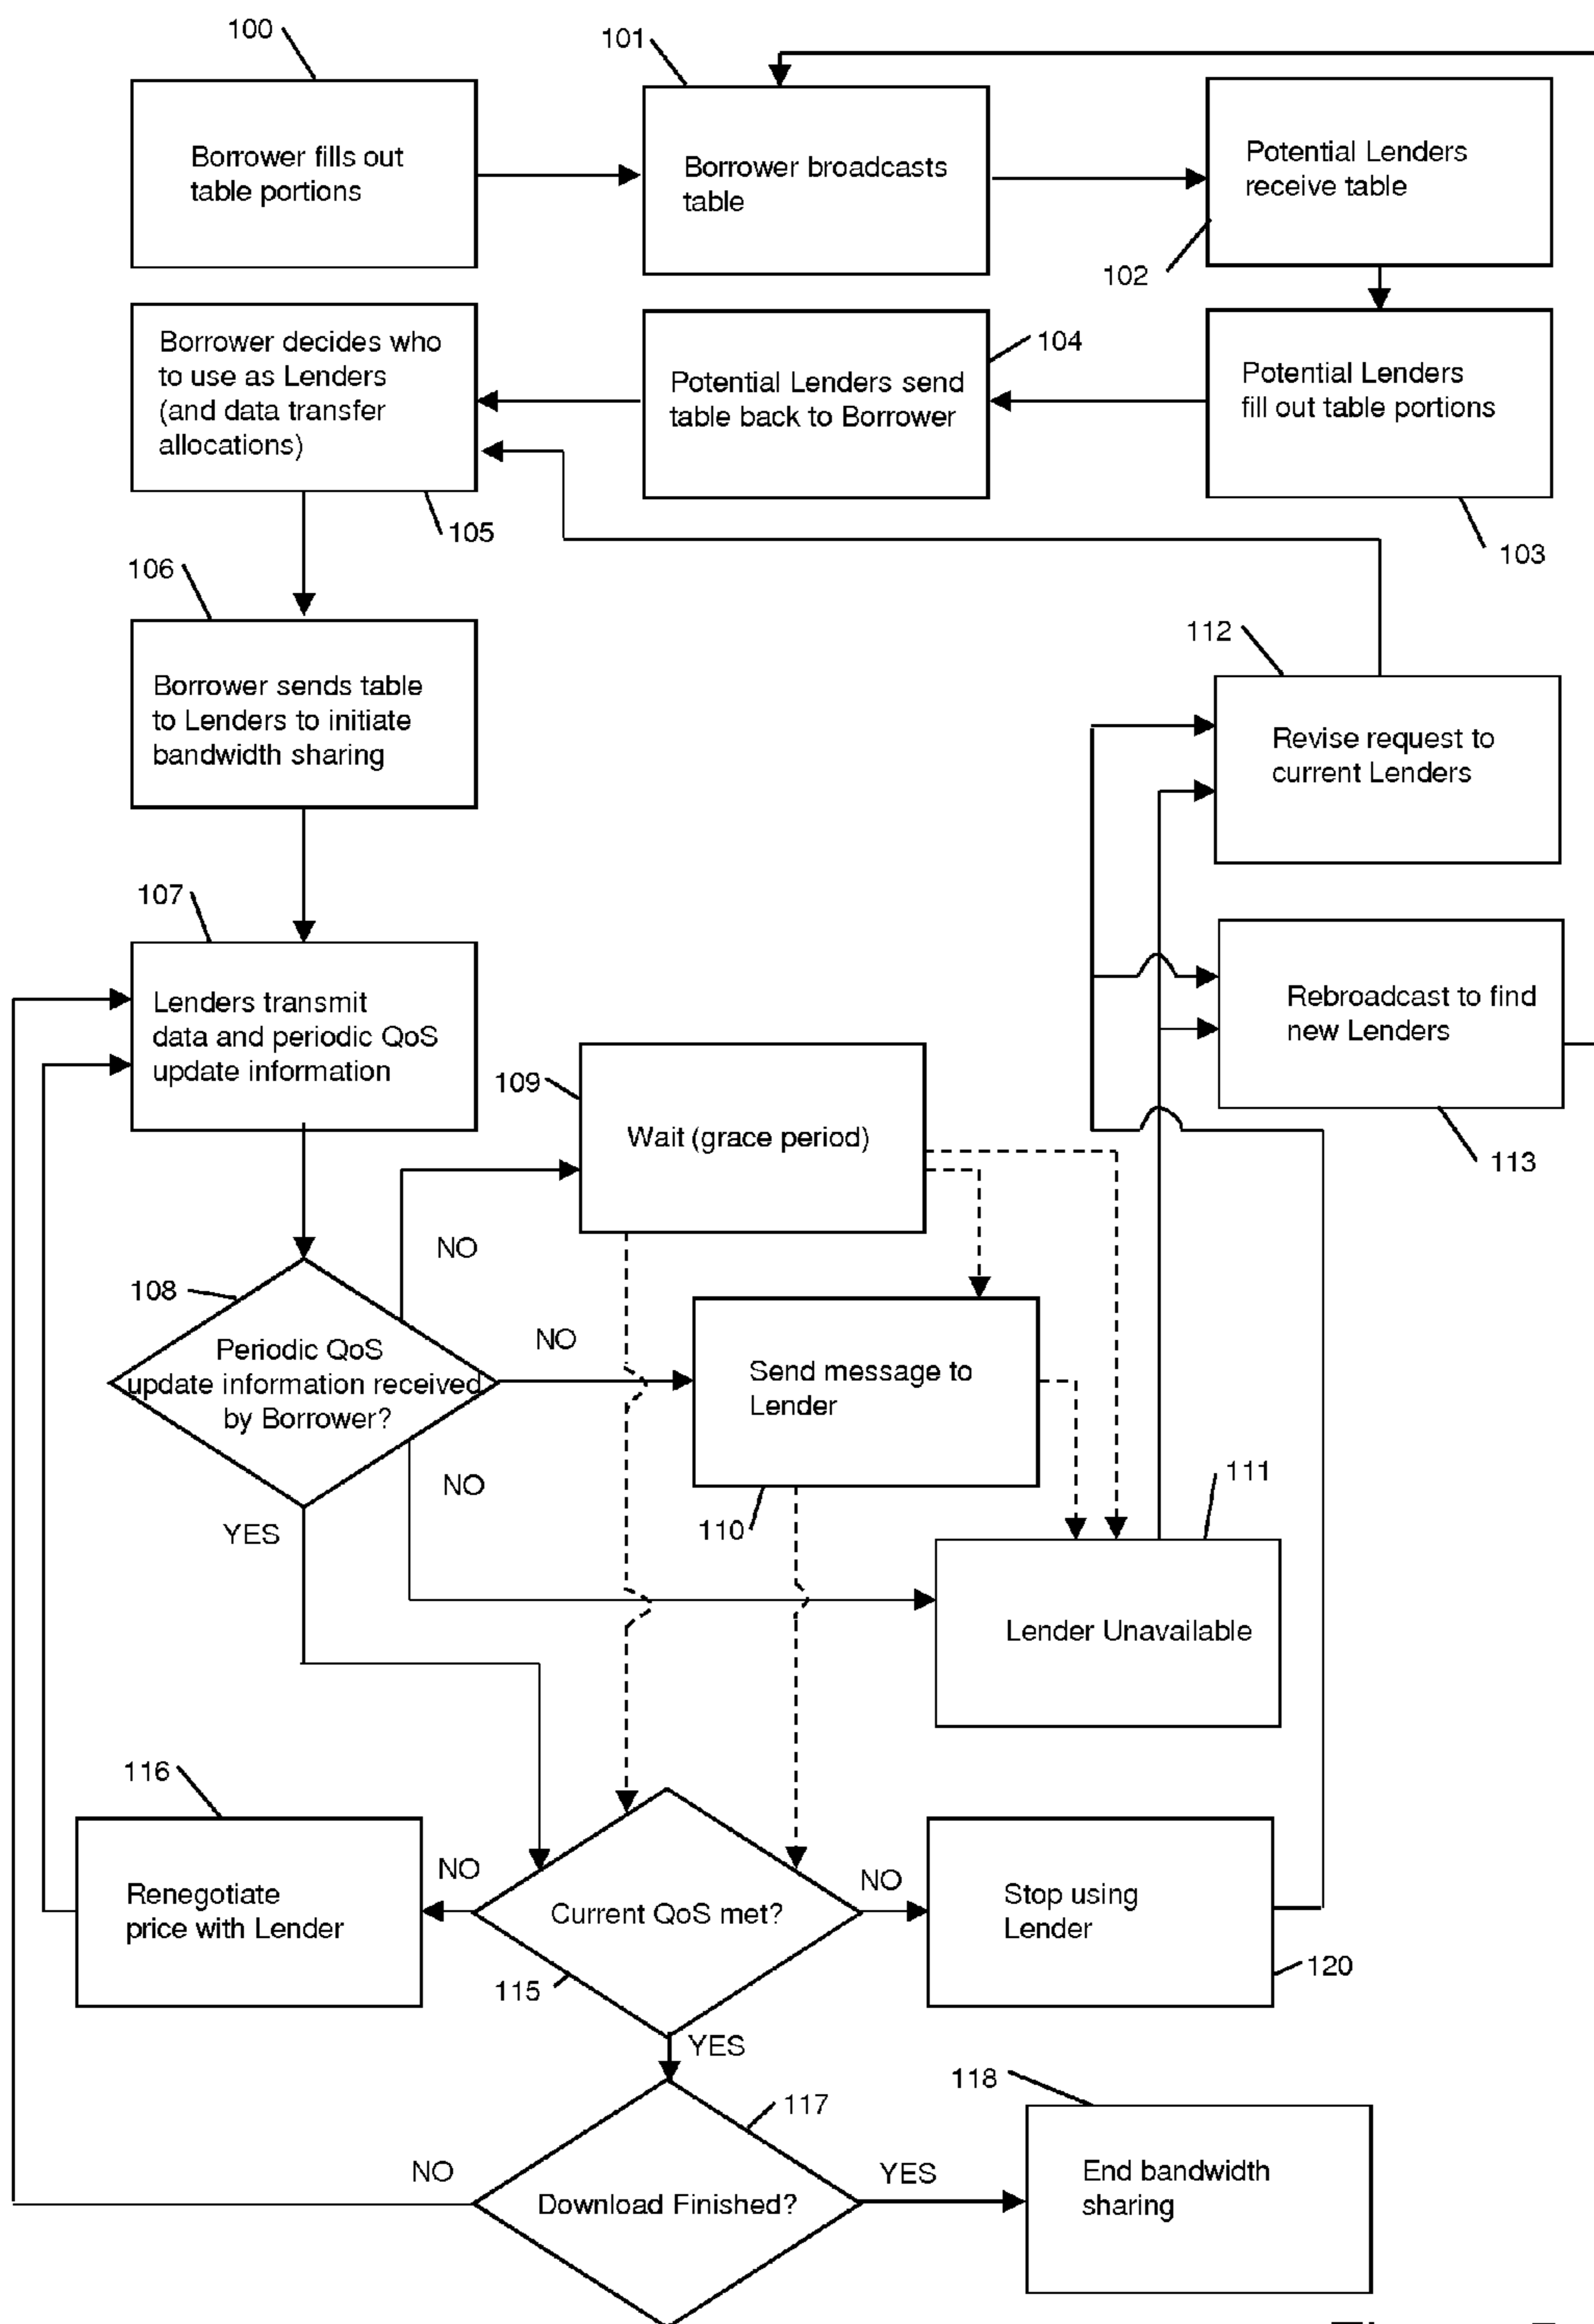 100
101
Borrower fills out
table portions
Borrower broadcasts
table
Potential Lenders
receive table
102
Borrower decides who
to use as Lenders
(and data transfer
allocations)
104
Potential Lenders send
table back to Borrower
Potential Lenders
fill out table portions
105
103
106
Borrower sends table
to Lenders to initiate
bandwidth sharing
112
Revise request to
current Lenders
107
Lenders transmit
data and periodic QoS
update information
109
Wait (grace period)
Rebroadcast to find
new Lenders
113
NO
108
Periodic QoS
update information received
by Borrower?
NO
Send message to
Lender
NO
110
111
YES
Lender Unavailable
116
Renegotiate
price with Lender
NO
Current QoS met?
NO
115
Stop using
Lender
120
YES
117
118
NO
Download Finished?
YES
End bandwidth
sharing